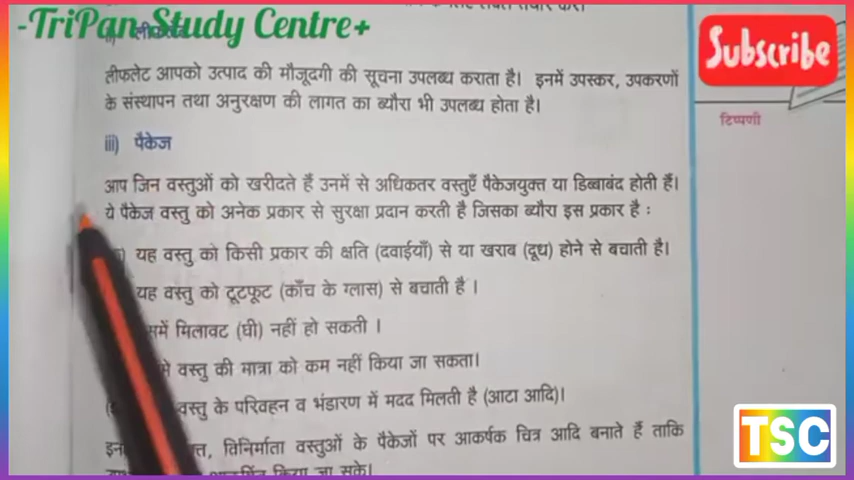 -TriPan Study Centre+
Subscribe
लीफलेट आपको उत्पाद की मौजूदगी की सूचना उपलब्ध कराता है। इनमें उपस्कर, उपकरणों
के संस्थापन तथा अनुरक्षण की लागत का ब्यौरा भी उपलब्ध होता है।
टिप्पणी
iii) पैकेज
आप जिन वस्तुओं को खरीदते हैं उनमें से अधिकतर वस्तुएँ पैकेजयुक्त या डिब्बाबंद होती हैं।
ये पैकेज वस्तु को अनेक प्रकार से सुरक्षा प्रदान करती है जिसका ब्यौरा इस प्रकार है :
यह वस्तु को किसी प्रकार की क्षति (दवाईयाँ) से या खराब (दूध) होने से बचाती है।
यह वस्तु को टूटफूट (काँच के ग्लास) से बचाती है ।
में मिलावट (घी) नहीं हो सकती ।
वस्तु की मात्रा को कम नहीं किया जा सकता।
वस्तु के परिवहन व भंडारण में मदद मिलती है (आटा आदि)।
विनिर्माता वस्तुओं के पैकेजों पर आकर्षक चित्र आदि बनाते हैं ताकि
किया जा सके।
TSC